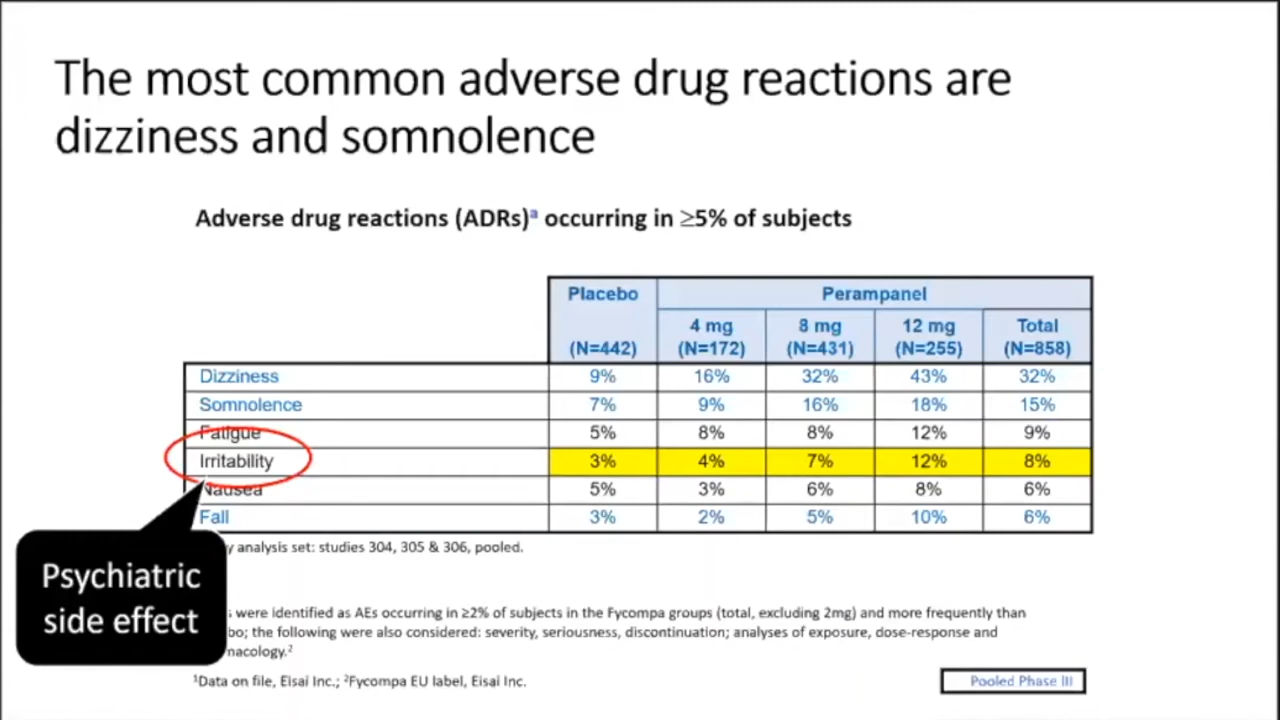 The most common adverse drug reactions are
dizziness and somnolence
Adverse drug reactions (ADRs)ᵃ occurring in ≥5% of subjects
Placebo Perampanel
4 mg 8 mg 12 mg Total
(N=442) (N=172) (N=431) (N=255) (N=858)
Dizziness 9% 16% 32% 43% 32%
Somnolence 7% 9% 16% 18% 15%
Fatigue 5% 8% 8% 12% 9%
Irritability 3% 4% 7% 12% 8%
Nausea 5% 3% 6% 8% 6%
Fall 3% 2% 5% 10% 6%
analysis set: studies 304, 305 & 306, pooled.
Psychiatric
side effect
were identified as AEs occurring in ≥2% of subjects in the Fycompa groups (total, excluding 2mg) and more frequently than
the following were also considered: severity, seriousness, discontinuation; analyses of exposure, dose-response and
¹Data on file, Eisai Inc.; ²Fycompa EU label, Eisai Inc.
Pooled Phase III